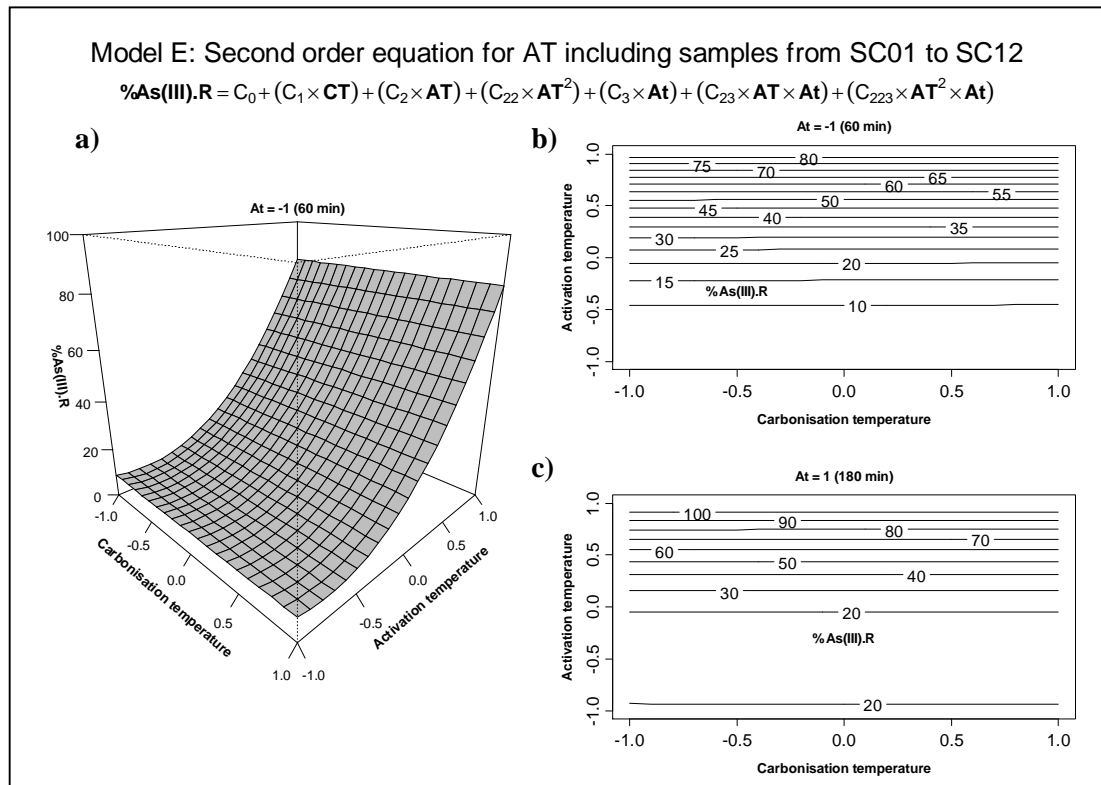 Model E: Second order equation for AT including samples from SC01 to SC12
%As(III).R = C₀ + (C₁ × CT) + (C₂ × AT) + (C₂₂ × AT²) + (C₃ × At) + (C₂₃ × AT × At) + (C₂₂₃ × AT² × At)
a)
At = -1 (60 min)
100
80
60
40
20
0
%As(III).R
-1.0
-0.5
0.0
0.5
1.0
Carbonisation temperature
-1.0
-0.5
0.0
0.5
1.0
Activation temperature
b)
At = -1 (60 min)
1.0
0.5
0.0
-0.5
-1.0
Activation temperature
80
75
70
65
60
55
50
45
40
35
30
25
20
15
%As(III).R
10
-1.0 -0.5 0.0 0.5 1.0
Carbonisation temperature
c)
At = 1 (180 min)
1.0
0.5
0.0
-0.5
-1.0
Activation temperature
100
90
80
70
60
50
40
30
20
%As(III).R
20
-1.0 -0.5 0.0 0.5 1.0
Carbonisation temperature